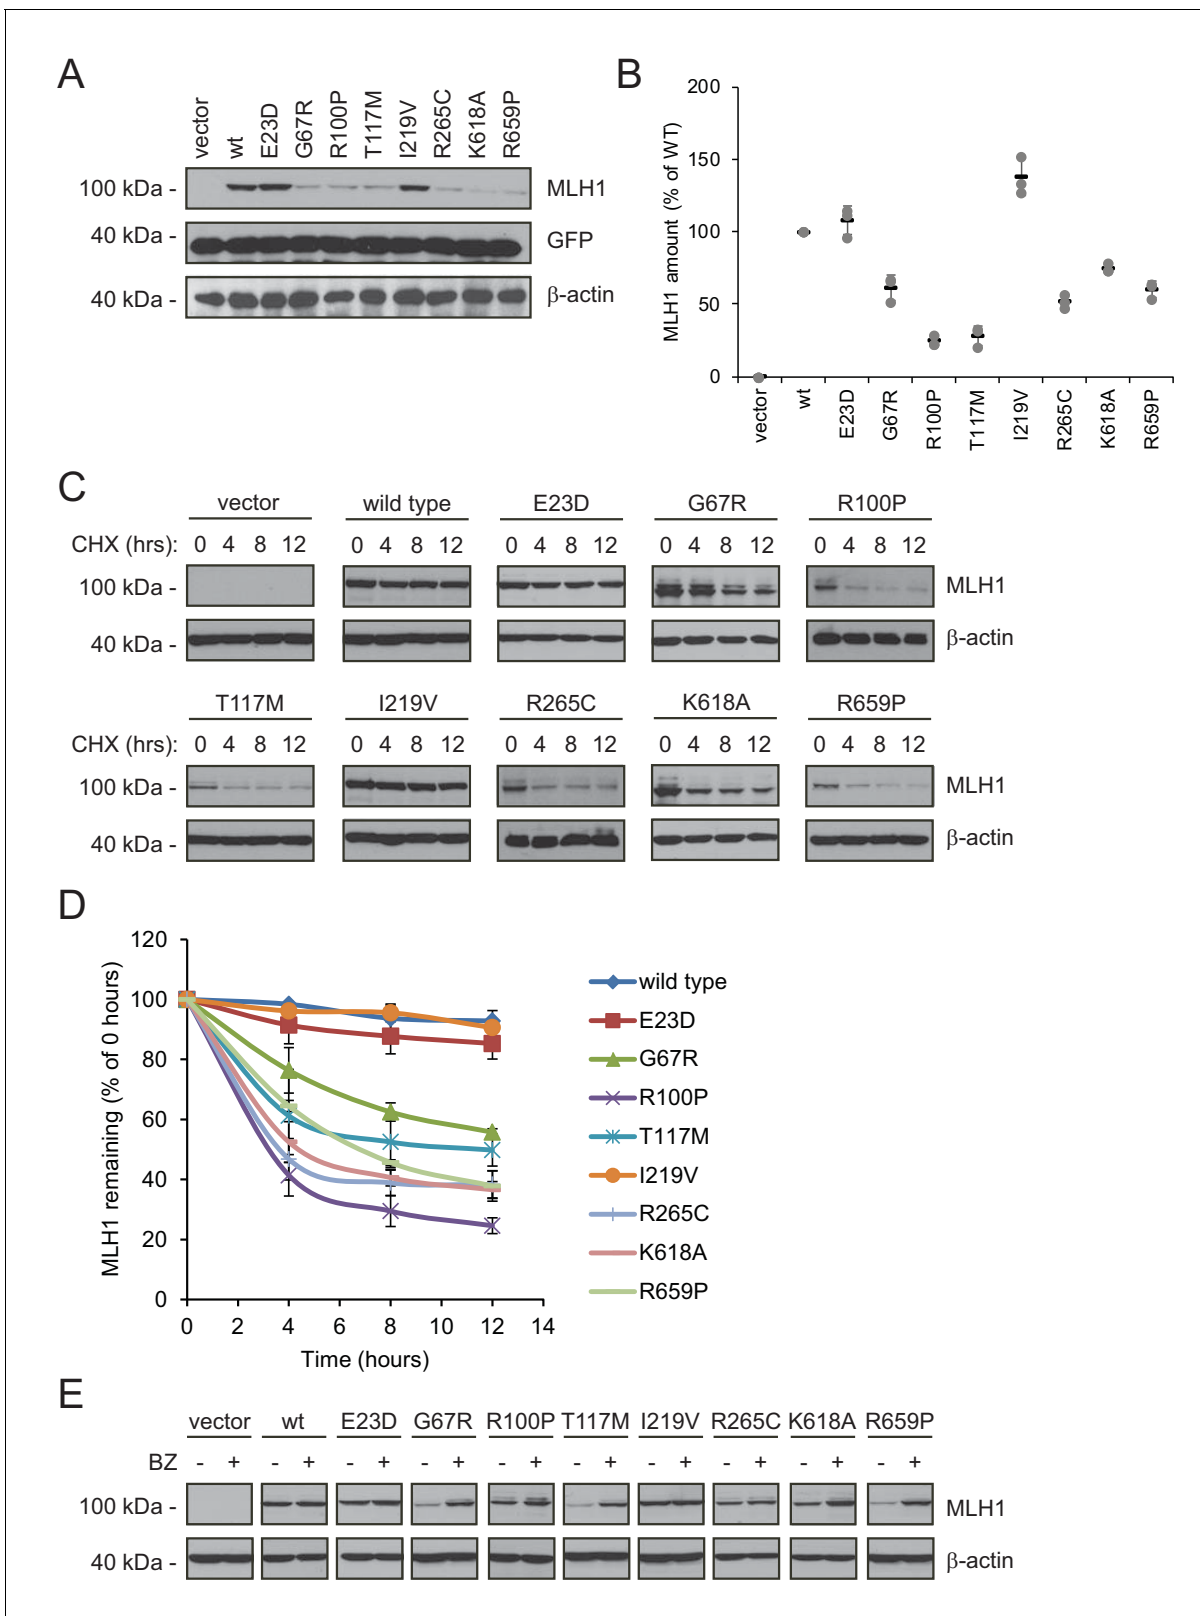 A
vector wt E23D G67R R100P T117M I219V R265C K618A R659P
100 kDa - MLH1
40 kDa - GFP
40 kDa - β-actin
B
MLH1 amount (% of WT)
200
150
100
50
0
vector wt E23D G67R R100P T117M I219V R265C K618A R659P
C
vector wild type E23D G67R R100P
CHX (hrs): 0 4 8 12 0 4 8 12 0 4 8 12 0 4 8 12 0 4 8 12
100 kDa - MLH1
40 kDa - β-actin
T117M I219V R265C K618A R659P
CHX (hrs): 0 4 8 12 0 4 8 12 0 4 8 12 0 4 8 12 0 4 8 12
100 kDa - MLH1
40 kDa - β-actin
D
MLH1 remaining (% of 0 hours)
120
100
80
60
40
20
0
0 2 4 6 8 10 12 14
Time (hours)
wild type
E23D
G67R
R100P
T117M
I219V
R265C
K618A
R659P
E
vector wt E23D G67R R100P T117M I219V R265C K618A R659P
BZ - + - + - + - + - + - + - + - + - + - +
100 kDa - MLH1
40 kDa - β-actin